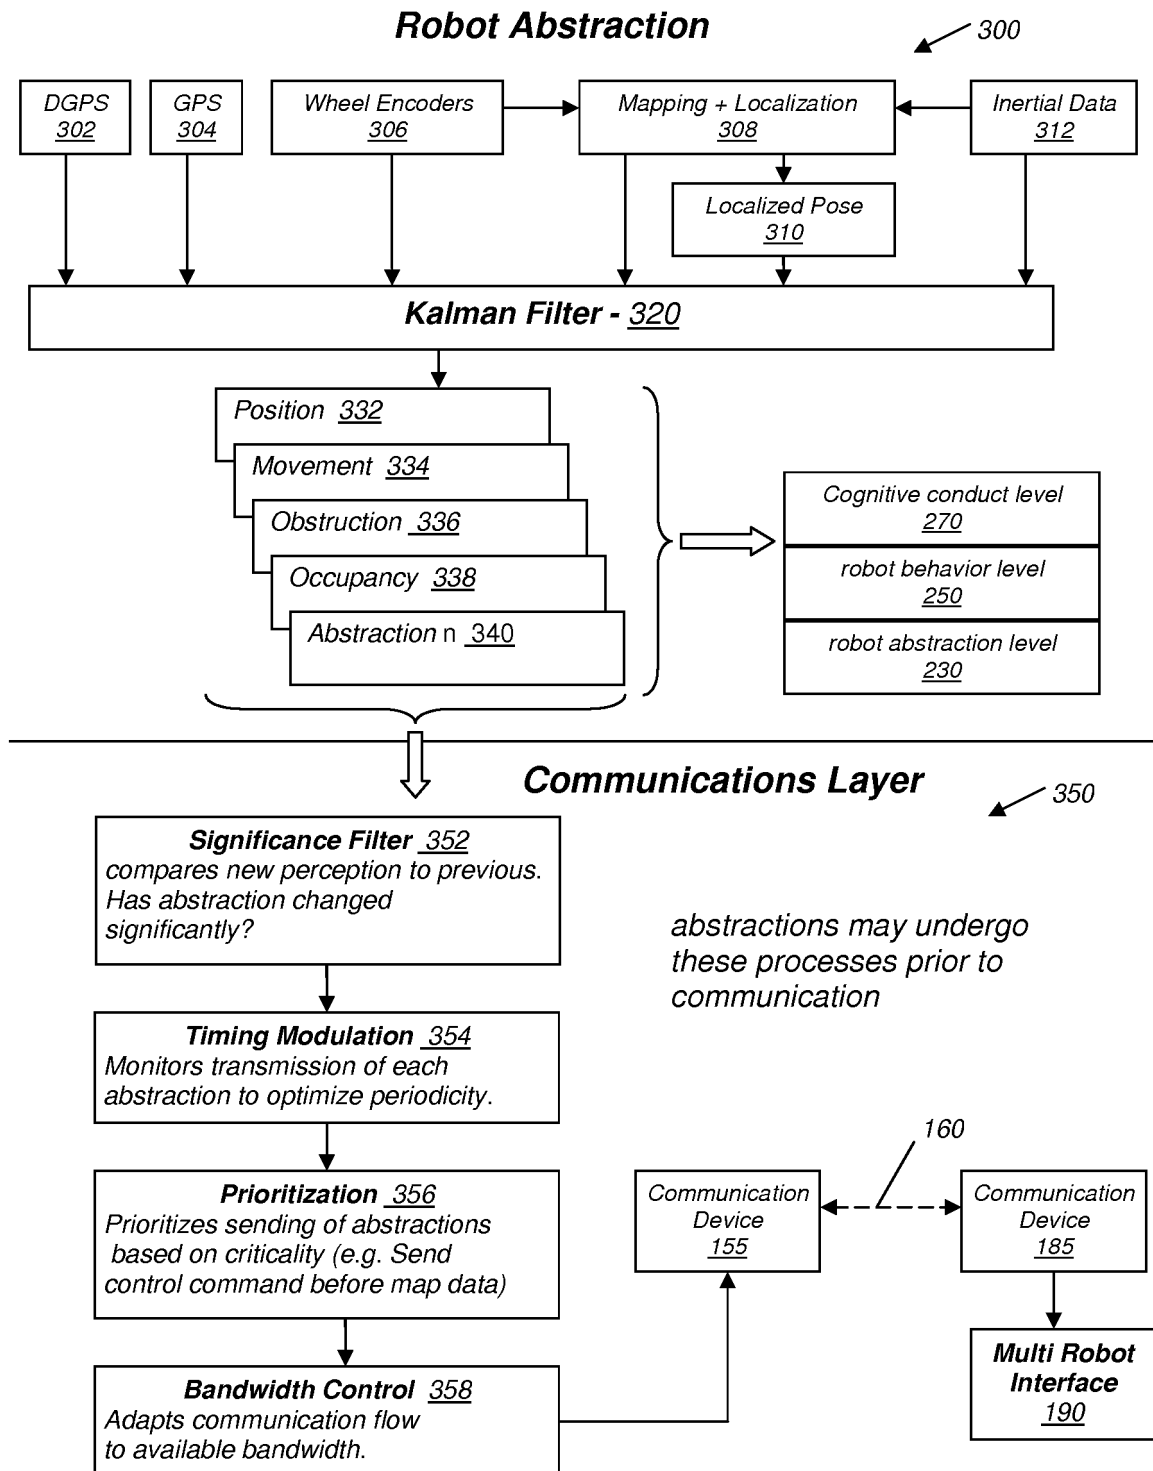 Robot Abstraction
300
DGPS
302
GPS
304
Wheel Encoders
306
Mapping + Localization
308
Inertial Data
312
Localized Pose
310
Kalman Filter - 320
Position 332
Movement 334
Obstruction 336
Occupancy 338
Abstraction n 340
Cognitive conduct level
270
robot behavior level
250
robot abstraction level
230
Communications Layer
350
Significance Filter 352
compares new perception to previous.
Has abstraction changed
significantly?
abstractions may undergo
these processes prior to
communication
Timing Modulation 354
Monitors transmission of each
abstraction to optimize periodicity.
Prioritization 356
Prioritizes sending of abstractions
based on criticality (e.g. Send
control command before map data)
Bandwidth Control 358
Adapts communication flow
to available bandwidth.
160
Communication
Device
155
Communication
Device
185
Multi Robot
Interface
190